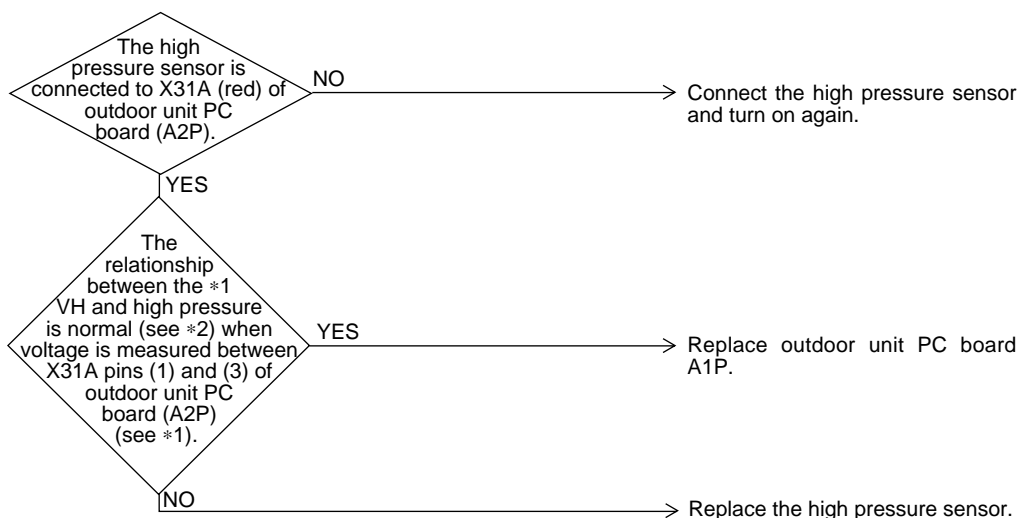 The high
pressure sensor is
connected to X31A (red) of
outdoor unit PC
board (A2P).
NO
Connect the high pressure sensor
and turn on again.
YES
The
relationship
between the *1
VH and high pressure
is normal (see *2) when
voltage is measured between
X31A pins (1) and (3) of
outdoor unit PC
board (A2P)
(see *1).
YES
Replace outdoor unit PC board
A1P.
NO
Replace the high pressure sensor.